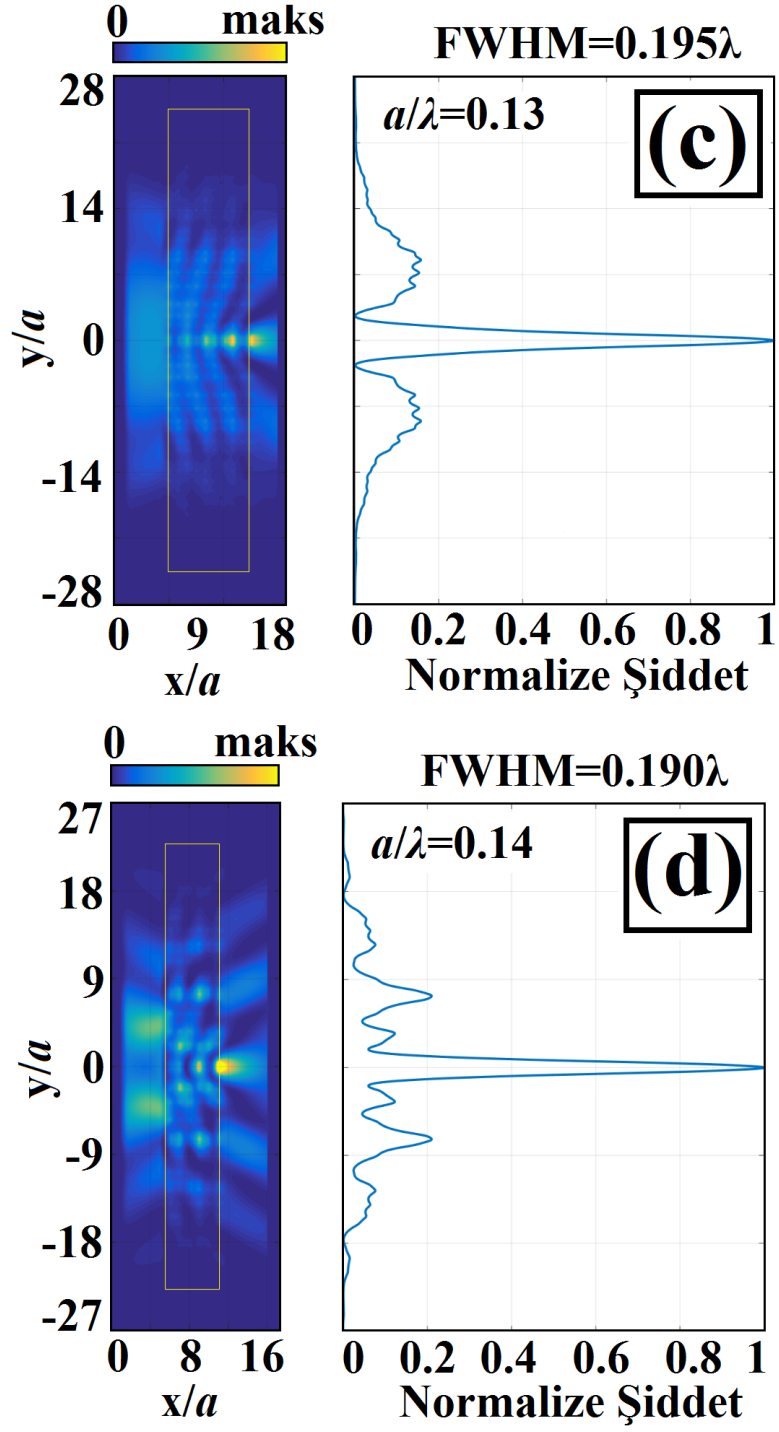 0 maks
FWHM=0.195λ
28
14
0
-14
-28
y/a
0 9 18
x/a
a/λ=0.13
(c)
0 0.2 0.4 0.6 0.8 1
Normalize Şiddet
0 maks
FWHM=0.190λ
27
18
9
0
-9
-18
-27
y/a
0 8 16
x/a
a/λ=0.14
(d)
0 0.2 0.4 0.6 0.8 1
Normalize Şiddet